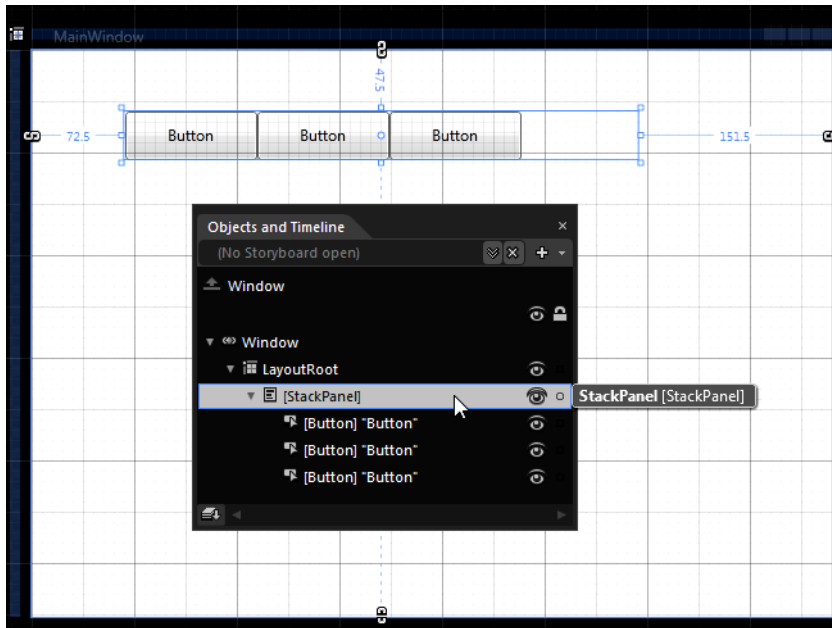 MainWindow
47.5
72.5
Button Button Button
151.5
Objects and Timeline
(No Storyboard open)
Window
Window
LayoutRoot
[StackPanel]
StackPanel [StackPanel]
[Button] "Button"
[Button] "Button"
[Button] "Button"